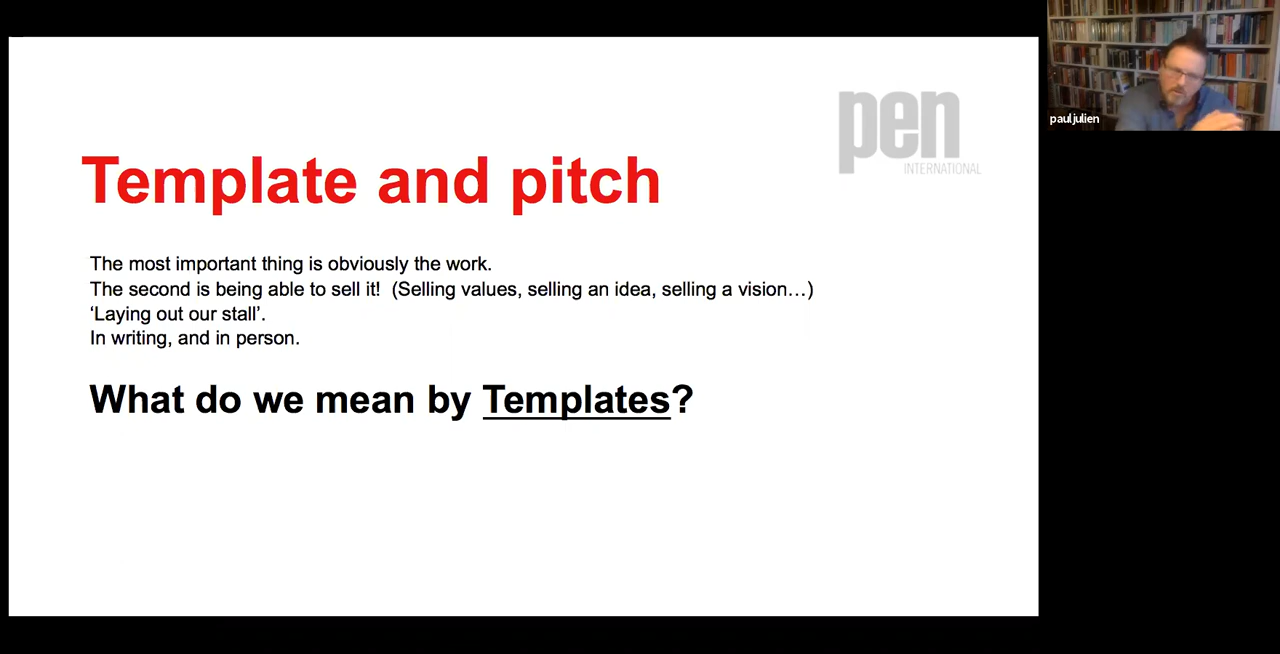 pen
INTERNATIONAL
Template and pitch
The most important thing is obviously the work.
The second is being able to sell it!  (Selling values, selling an idea, selling a vision…)
‘Laying out our stall’.
In writing, and in person.
What do we mean by Templates?
pauljulien